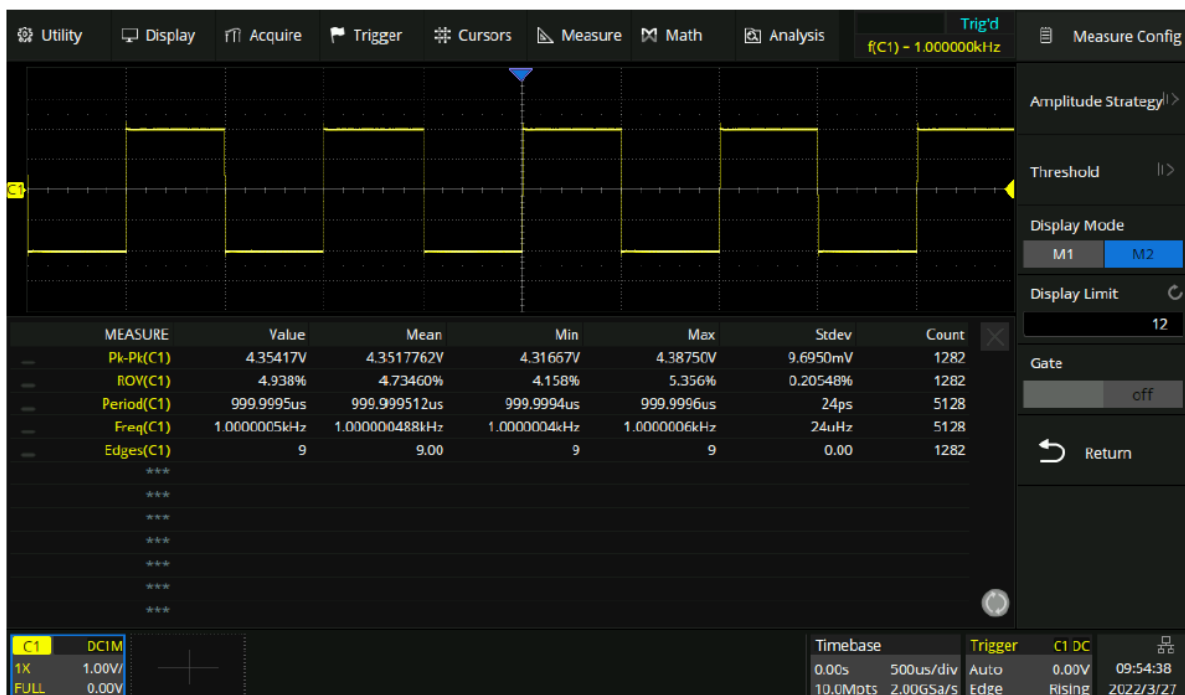 Utility Display Acquire Trigger Cursors Measure Math Analysis
Trig'd
f(C1) = 1.000000kHz
Measure Config
Amplitude Strategy
Threshold
Display Mode
M1 M2
Display Limit
12
Gate
off
Return
C1
MEASURE Value Mean Min Max Stdev Count
Pk-Pk(C1) 4.35417V 4.3517762V 4.31667V 4.38750V 9.6950mV 1282
ROV(C1) 4.938% 4.73460% 4.158% 5.356% 0.20548% 1282
Period(C1) 999.9995us 999.999512us 999.9994us 999.9996us 24ps 5128
Freq(C1) 1.0000005kHz 1.000000488kHz 1.0000004kHz 1.0000006kHz 24uHz 5128
Edges(C1) 9 9.00 9 9 0.00 1282
***
***
***
***
***
***
***
C1 DC1M
1X 1.00V/
FULL 0.00V
Timebase
0.00s 500us/div
10.0Mpts 2.00GSa/s
Trigger C1 DC
Auto 0.00V
Edge Rising
09:54:38
2022/3/27